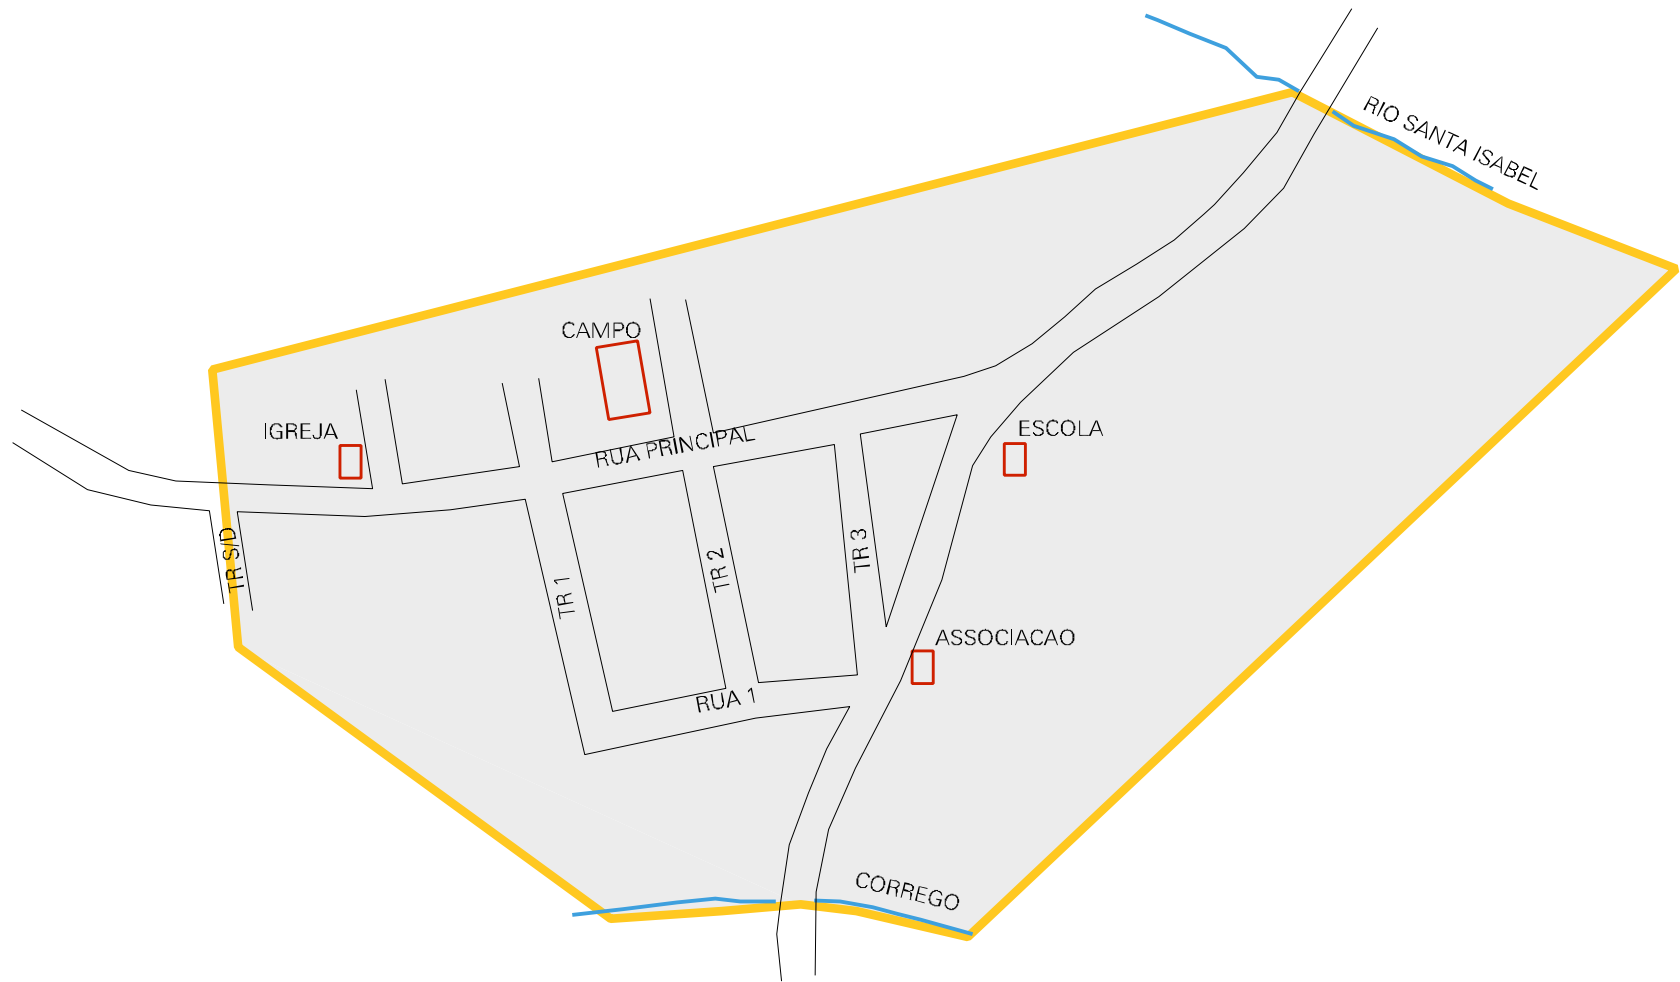 RIO SANTA ISABEL
CAMPO
IGREJA
RUA PRINCIPAL
ESCOLA
TR S/D
TR 1
TR 2
TR 3
ASSOCIACAO
RUA 1
CORREGO